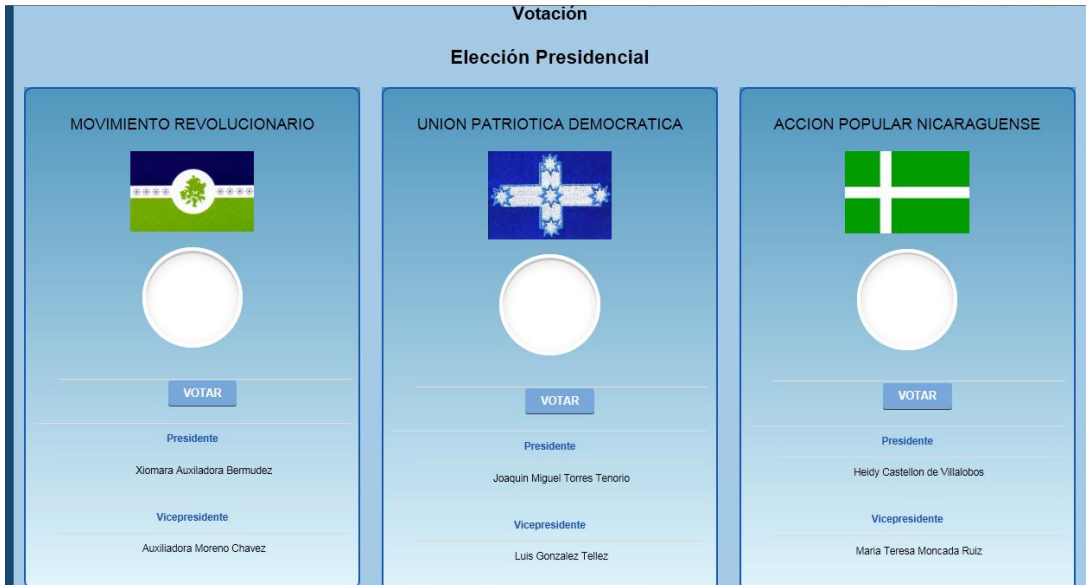 Votación
Elección Presidencial
MOVIMIENTO REVOLUCIONARIO
VOTAR
Presidente
Xiomara Auxiladora Bermudez
Vicepresidente
Auxiliadora Moreno Chavez
UNION PATRIOTICA DEMOCRATICA
VOTAR
Presidente
Joaquin Miguel Torres Tenorio
Vicepresidente
Luis Gonzalez Tellez
ACCION POPULAR NICARAGUENSE
VOTAR
Presidente
Heidy Castellon de Villalobos
Vicepresidente
Maria Teresa Moncada Ruiz